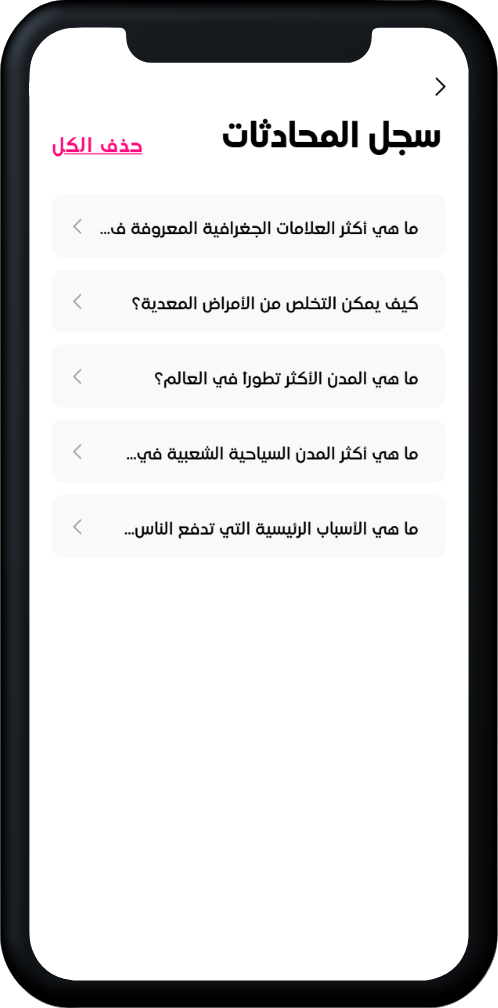 سجل المحادثات
حذف الكل
ما هي أكثر العلامات الجغرافية المعروفة ف...
كيف يمكن التخلص من الأمراض المعدية؟
ما هي المدن الأكثر تطوراً في العالم؟
ما هي أكثر المدن السياحية الشعبية في...
ما هي الأسباب الرئيسية التي تدفع الناس...